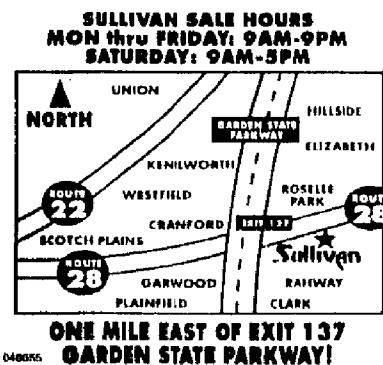 SULLIVAN SALE HOURS
MON thru FRIDAY: 9AM-9PM
SATURDAY: 9AM-5PM
UNION
NORTH
HILLSIDE
GARDEN STATE
PARKWAY
ELIZABETH
KENILWORTH
ROUTE
22
WESTFIELD
ROSELLE
PARK
ROUTE
28
CRANFORD
EXIT 137
SCOTCH PLAINS
Sullivan
ROUTE
28
GARWOOD
RAHWAY
PLAINFIELD
CLARK
ONE MILE EAST OF EXIT 137
048655 GARDEN STATE PARKWAY!